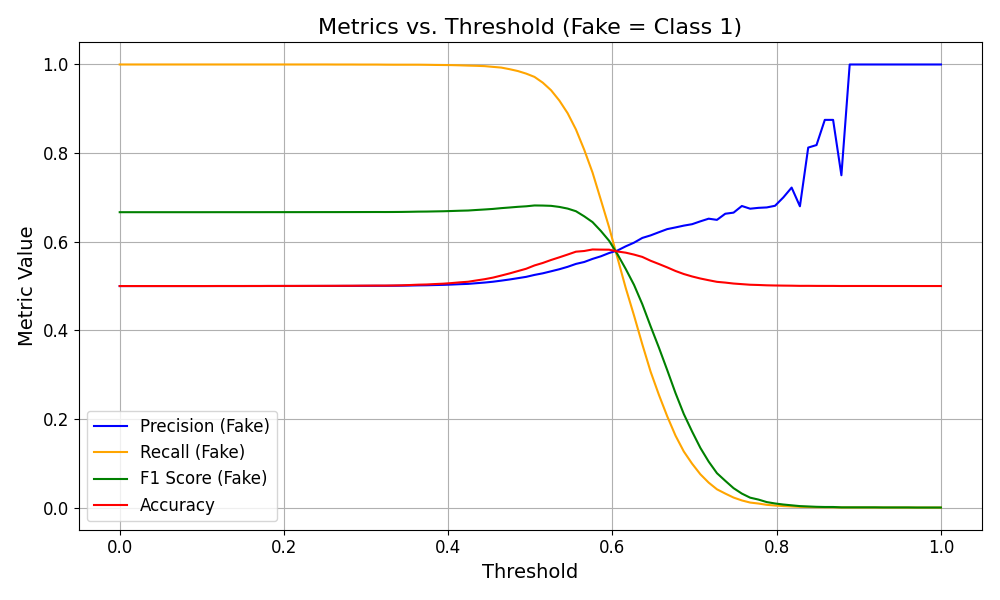 Metrics vs. Threshold (Fake = Class 1)
Metric Value
1.0
0.8
0.6
0.4
0.2
0.0
Precision (Fake)
Recall (Fake)
F1 Score (Fake)
Accuracy
0.0 0.2 0.4 0.6 0.8 1.0
Threshold